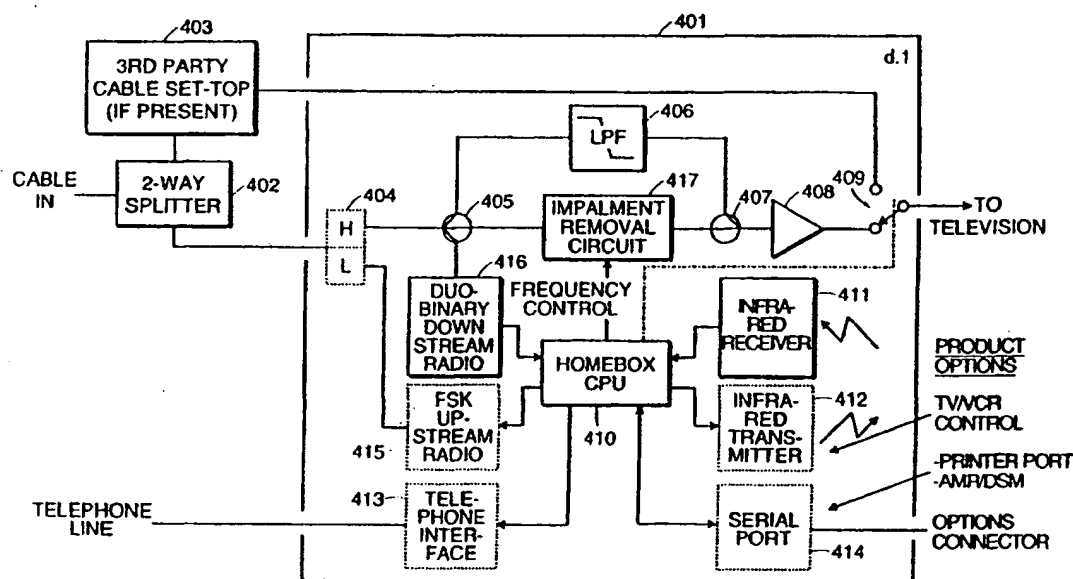 403
401
d.1
3RD PARTY
CABLE SET-TOP
(IF PRESENT)
406
LPF
CABLE
IN
2-WAY
SPLITTER
402
404
H
L
405
417
IMPALMENT
REMOVAL
CIRCUIT
407
408
409
TO
TELEVISION
416
DUO-
BINARY
DOWN
STREAM
RADIO
FREQUENCY
CONTROL
411
INFRA-
RED
RECEIVER
PRODUCT
OPTIONS
HOMEBOX
CPU
410
FSK
UP-
STREAM
RADIO
415
412
INFRA-
RED
TRANS-
MITTER
TV/VCR
CONTROL
-PRINTER PORT
-AMR/DSM
TELEPHONE
LINE
413
TELE-
PHONE
INTER-
FACE
SERIAL
PORT
414
OPTIONS
CONNECTOR